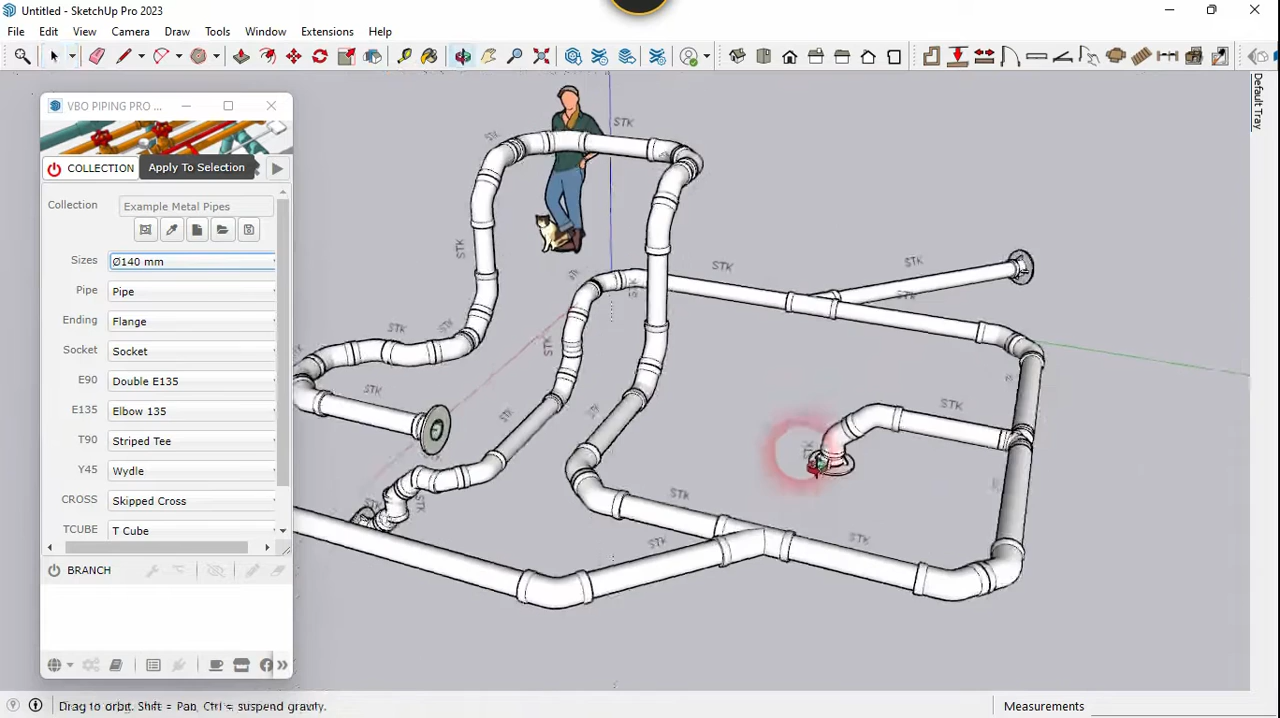 Untitled - SketchUp Pro 2023
File Edit View Camera Draw Tools Window Extensions Help
VBO PIPING PRO ...
COLLECTION
Apply To Selection
Collection Example Metal Pipes
Sizes Ø140 mm
Pipe Pipe
Ending Flange
Socket Socket
E90 Double E135
E135 Elbow 135
T90 Striped Tee
Y45 Wydle
CROSS Skipped Cross
TCUBE T Cube
BRANCH
Default Tray
STK
STK
STK
STK
STK
STK
STK
STK
STK
STK
STK
STK
Drag to orbit. Shift = Pan, Ctrl = suspend gravity.
Measurements